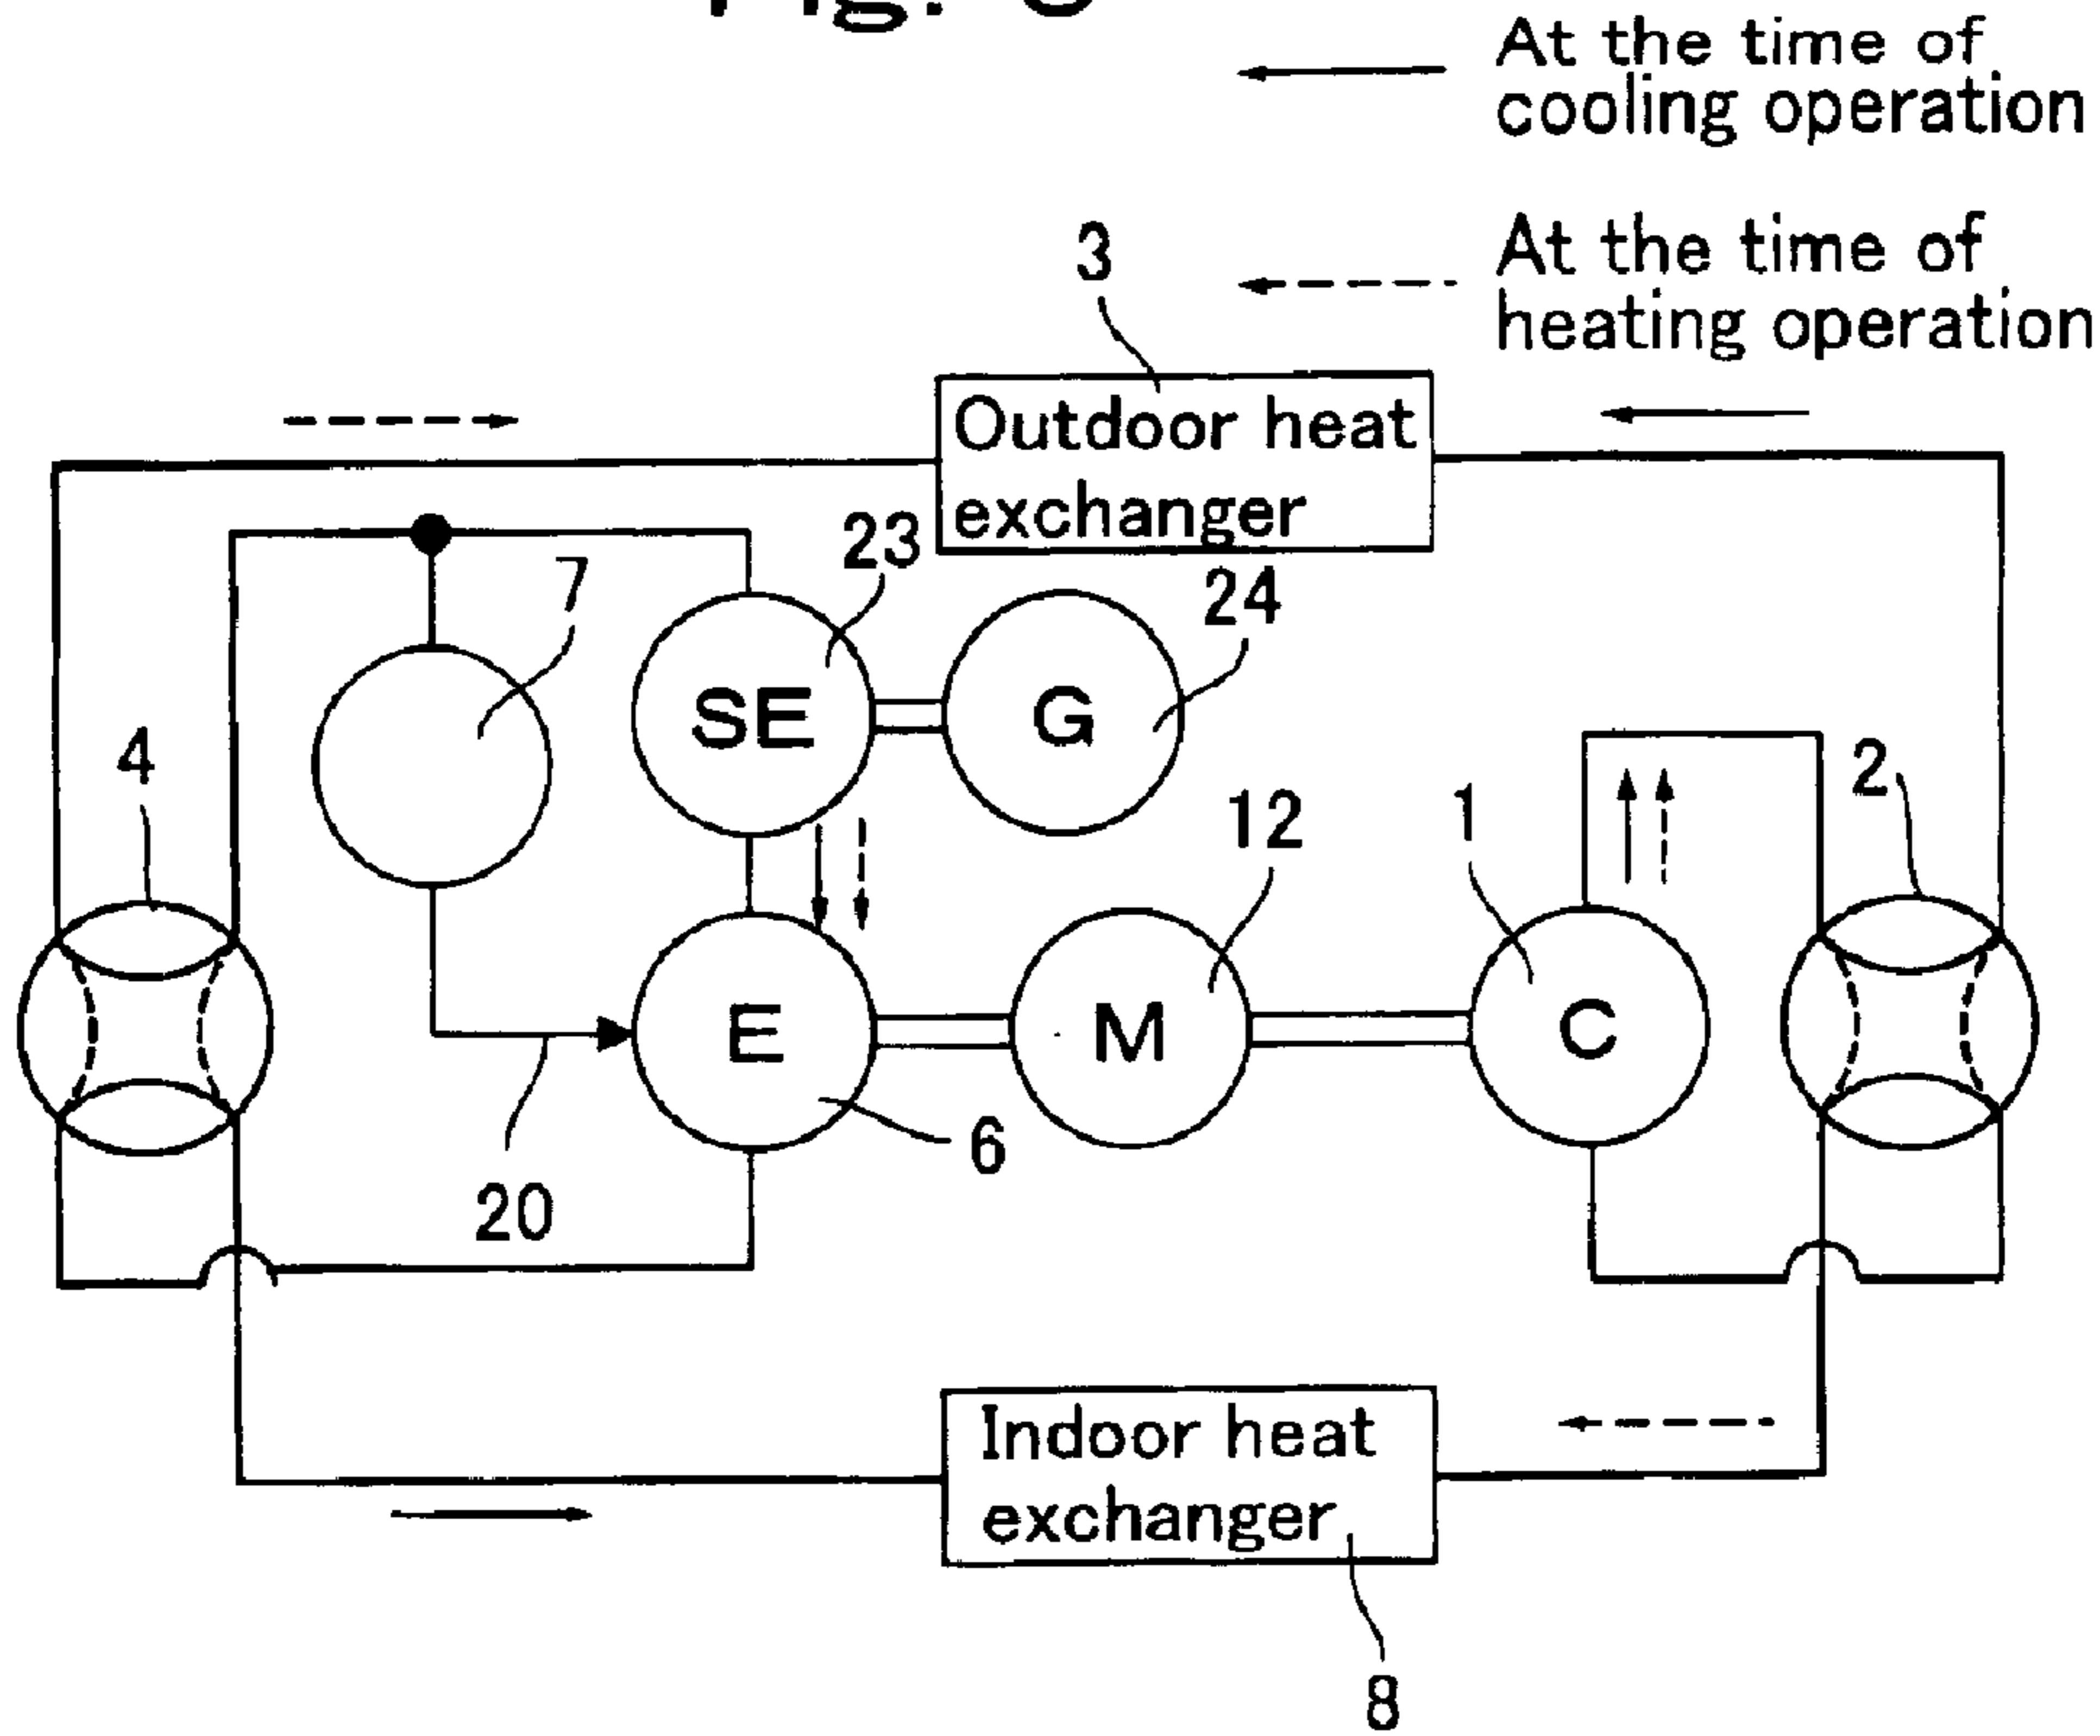 At the time of
cooling operation
At the time of
heating operation
3
Outdoor heat
exchanger
23
7
24
SE
G
4
2
12
1
E
M
C
6
20
Indoor heat
exchanger
8